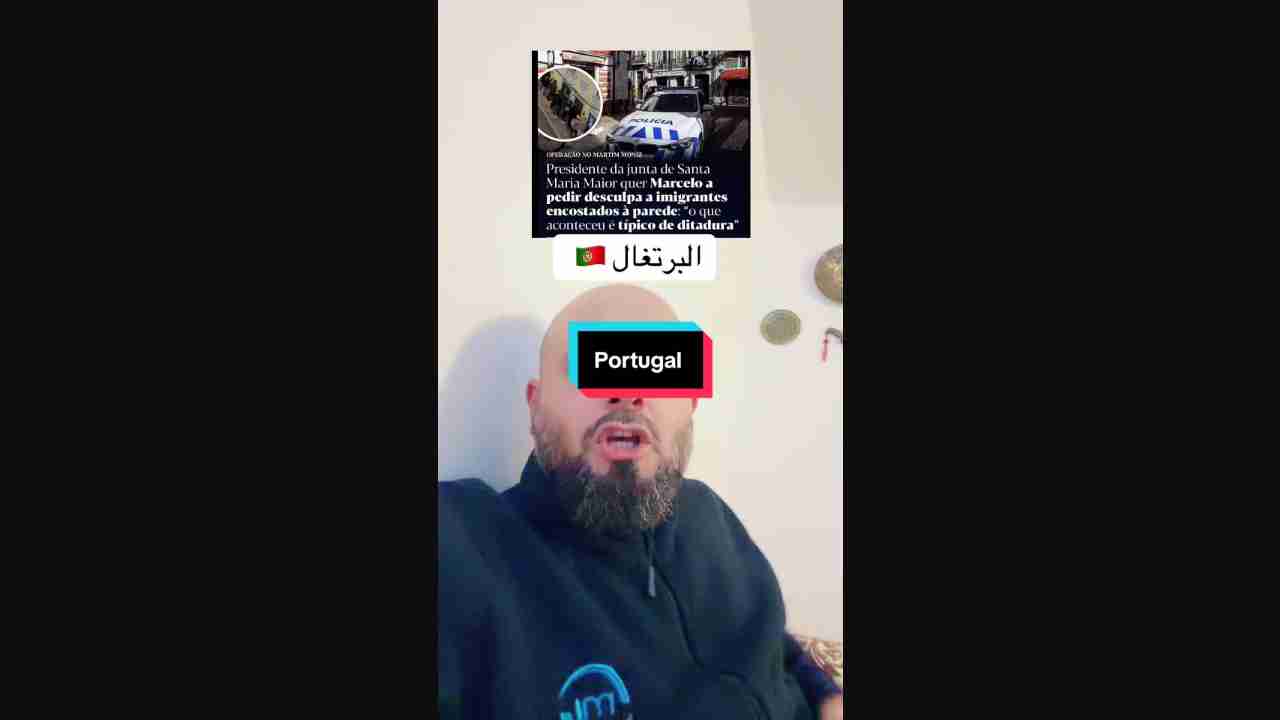 POLICIA
OPERAÇÃO NO MARTIM MONIZ
Presidente da junta de Santa
Maria Maior quer Marcelo a
pedir desculpa a imigrantes
encostados à parede: "o que
aconteceu é típico de ditadura"
البرتغال 🇵🇹
Portugal